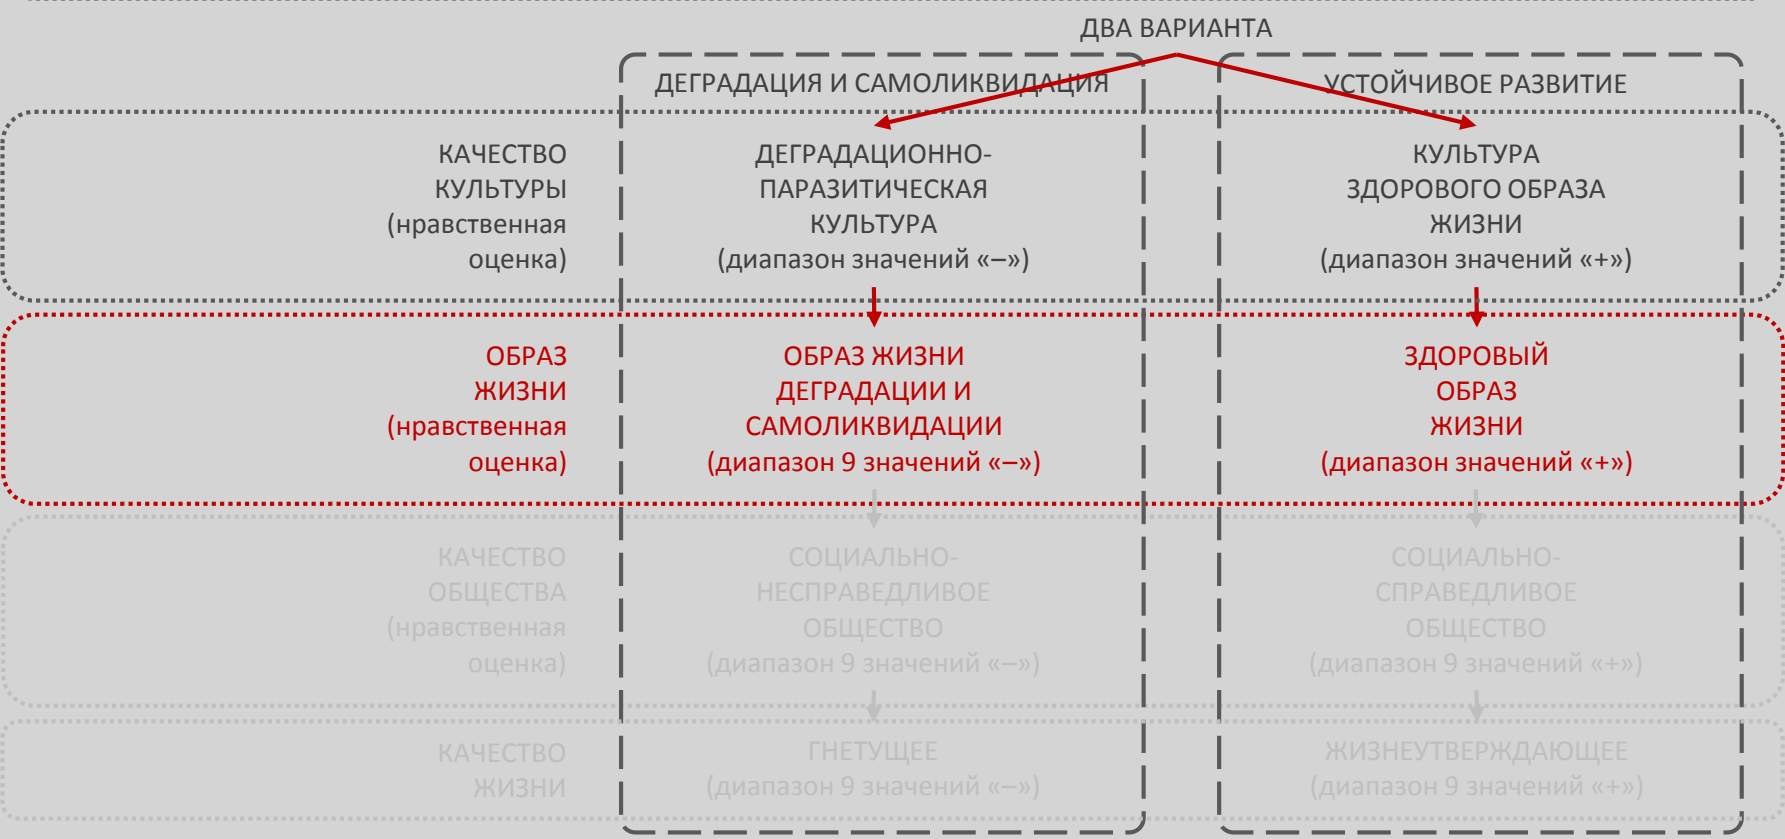 ДВА ВАРИАНТА
ДЕГРАДАЦИЯ И САМОЛИКВИДАЦИЯ
УСТОЙЧИВОЕ РАЗВИТИЕ
КАЧЕСТВО
КУЛЬТУРЫ
(нравственная
оценка)
ДЕГРАДАЦИОННО-
ПАРАЗИТИЧЕСКАЯ
КУЛЬТУРА
(диапазон значений «–»)
КУЛЬТУРА
ЗДОРОВОГО ОБРАЗА
ЖИЗНИ
(диапазон значений «+»)
ОБРАЗ
ЖИЗНИ
(нравственная
оценка)
ОБРАЗ ЖИЗНИ
ДЕГРАДАЦИИ И
САМОЛИКВИДАЦИИ
(диапазон 9 значений «–»)
ЗДОРОВЫЙ
ОБРАЗ
ЖИЗНИ
(диапазон значений «+»)
КАЧЕСТВО
ОБЩЕСТВА
(нравственная
оценка)
СОЦИАЛЬНО-
НЕСПРАВЕДЛИВОЕ
ОБЩЕСТВО
(диапазон 9 значений «–»)
СОЦИАЛЬНО-
СПРАВЕДЛИВОЕ
ОБЩЕСТВО
(диапазон 9 значений «+»)
КАЧЕСТВО
ЖИЗНИ
ГНЕТУЩЕЕ
(диапазон 9 значений «–»)
ЖИЗНЕУТВЕРЖДАЮЩЕЕ
(диапазон 9 значений «+»)